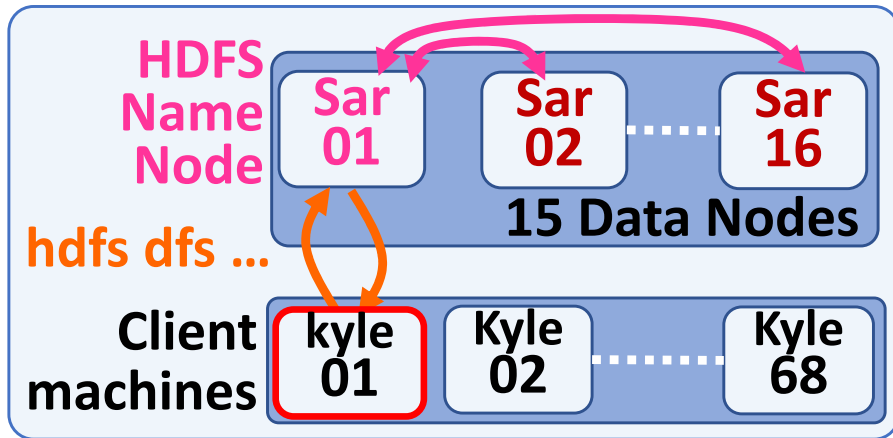 HDFS
Name
Node
Sar
01
Sar
02
Sar
16
15 Data Nodes
hdfs dfs ...
Client
machines
kyle
01
Kyle
02
Kyle
68